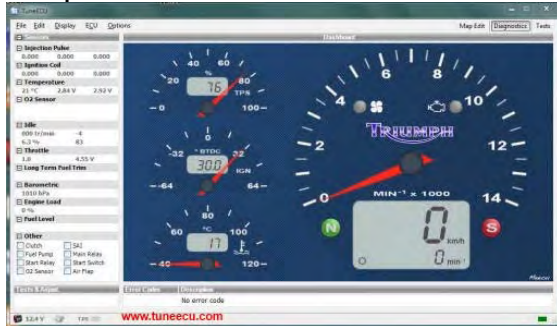 TuneECU
File Edit Display ECU Options
Map Edit Diagnostics Tests
Sensors
Dashboard
Injection Pulse
0.000 0.000 0.000
Ignition Coil
0.000 0.000 0.000
Temperature
21 °C 2.84 V 2.92 V
O2 Sensor
Idle
800 tr/min -4
6.3 % 83
Throttle
1.8 4.55 V
Long Term Fuel Trim
Barometric
1010 hPa
Engine Load
0 %
Fuel Level
Other
Clutch SAI
Fuel Pump Main Relay
Start Relay Start Switch
O2 Sensor Air Flap
0 20 40 60 80 100
%
76
TPS
-64 -32 0 32 64
° BTDC
30.0
IGN
40 60 80 100 120
°C
17
0 2 4 6 8 10 14
TRIUMPH
MIN⁻¹ x 1000
N
0 km/h
S
0 min⁻¹
Tests & Adjust.
Error Codes Description
No error code
12.4 V
www.tuneecu.com